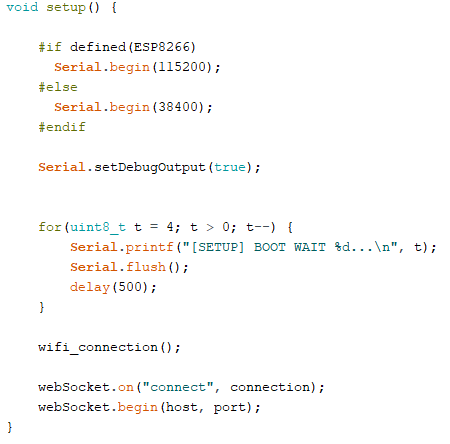 void setup() {
#if defined(ESP8266)
Serial.begin(115200);
#else
Serial.begin(38400);
#endif
Serial.setDebugOutput(true);
for(uint8_t t = 4; t > 0; t--) {
Serial.printf("[SETUP] BOOT WAIT %d...\n", t);
Serial.flush();
delay(500);
}
wifi_connection();
webSocket.on("connect", connection);
webSocket.begin(host, port);
}